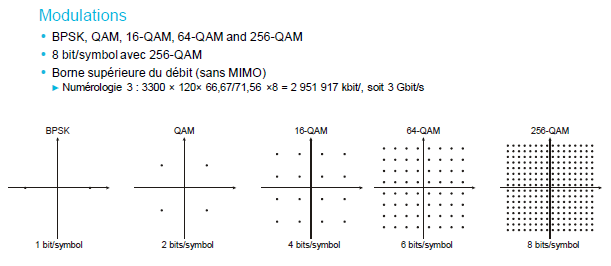 Modulations
• BPSK, QAM, 16-QAM, 64-QAM and 256-QAM
• 8 bit/symbol avec 256-QAM
• Borne supérieure du débit (sans MIMO)
► Numérologie 3 : 3300 × 120× 66,67/71,56 ×8 = 2 951 917 kbit/, soit 3 Gbit/s
BPSK QAM 16-QAM 64-QAM 256-QAM
1 bit/symbol 2 bits/symbol 4 bits/symbol 6 bits/symbol 8 bits/symbol